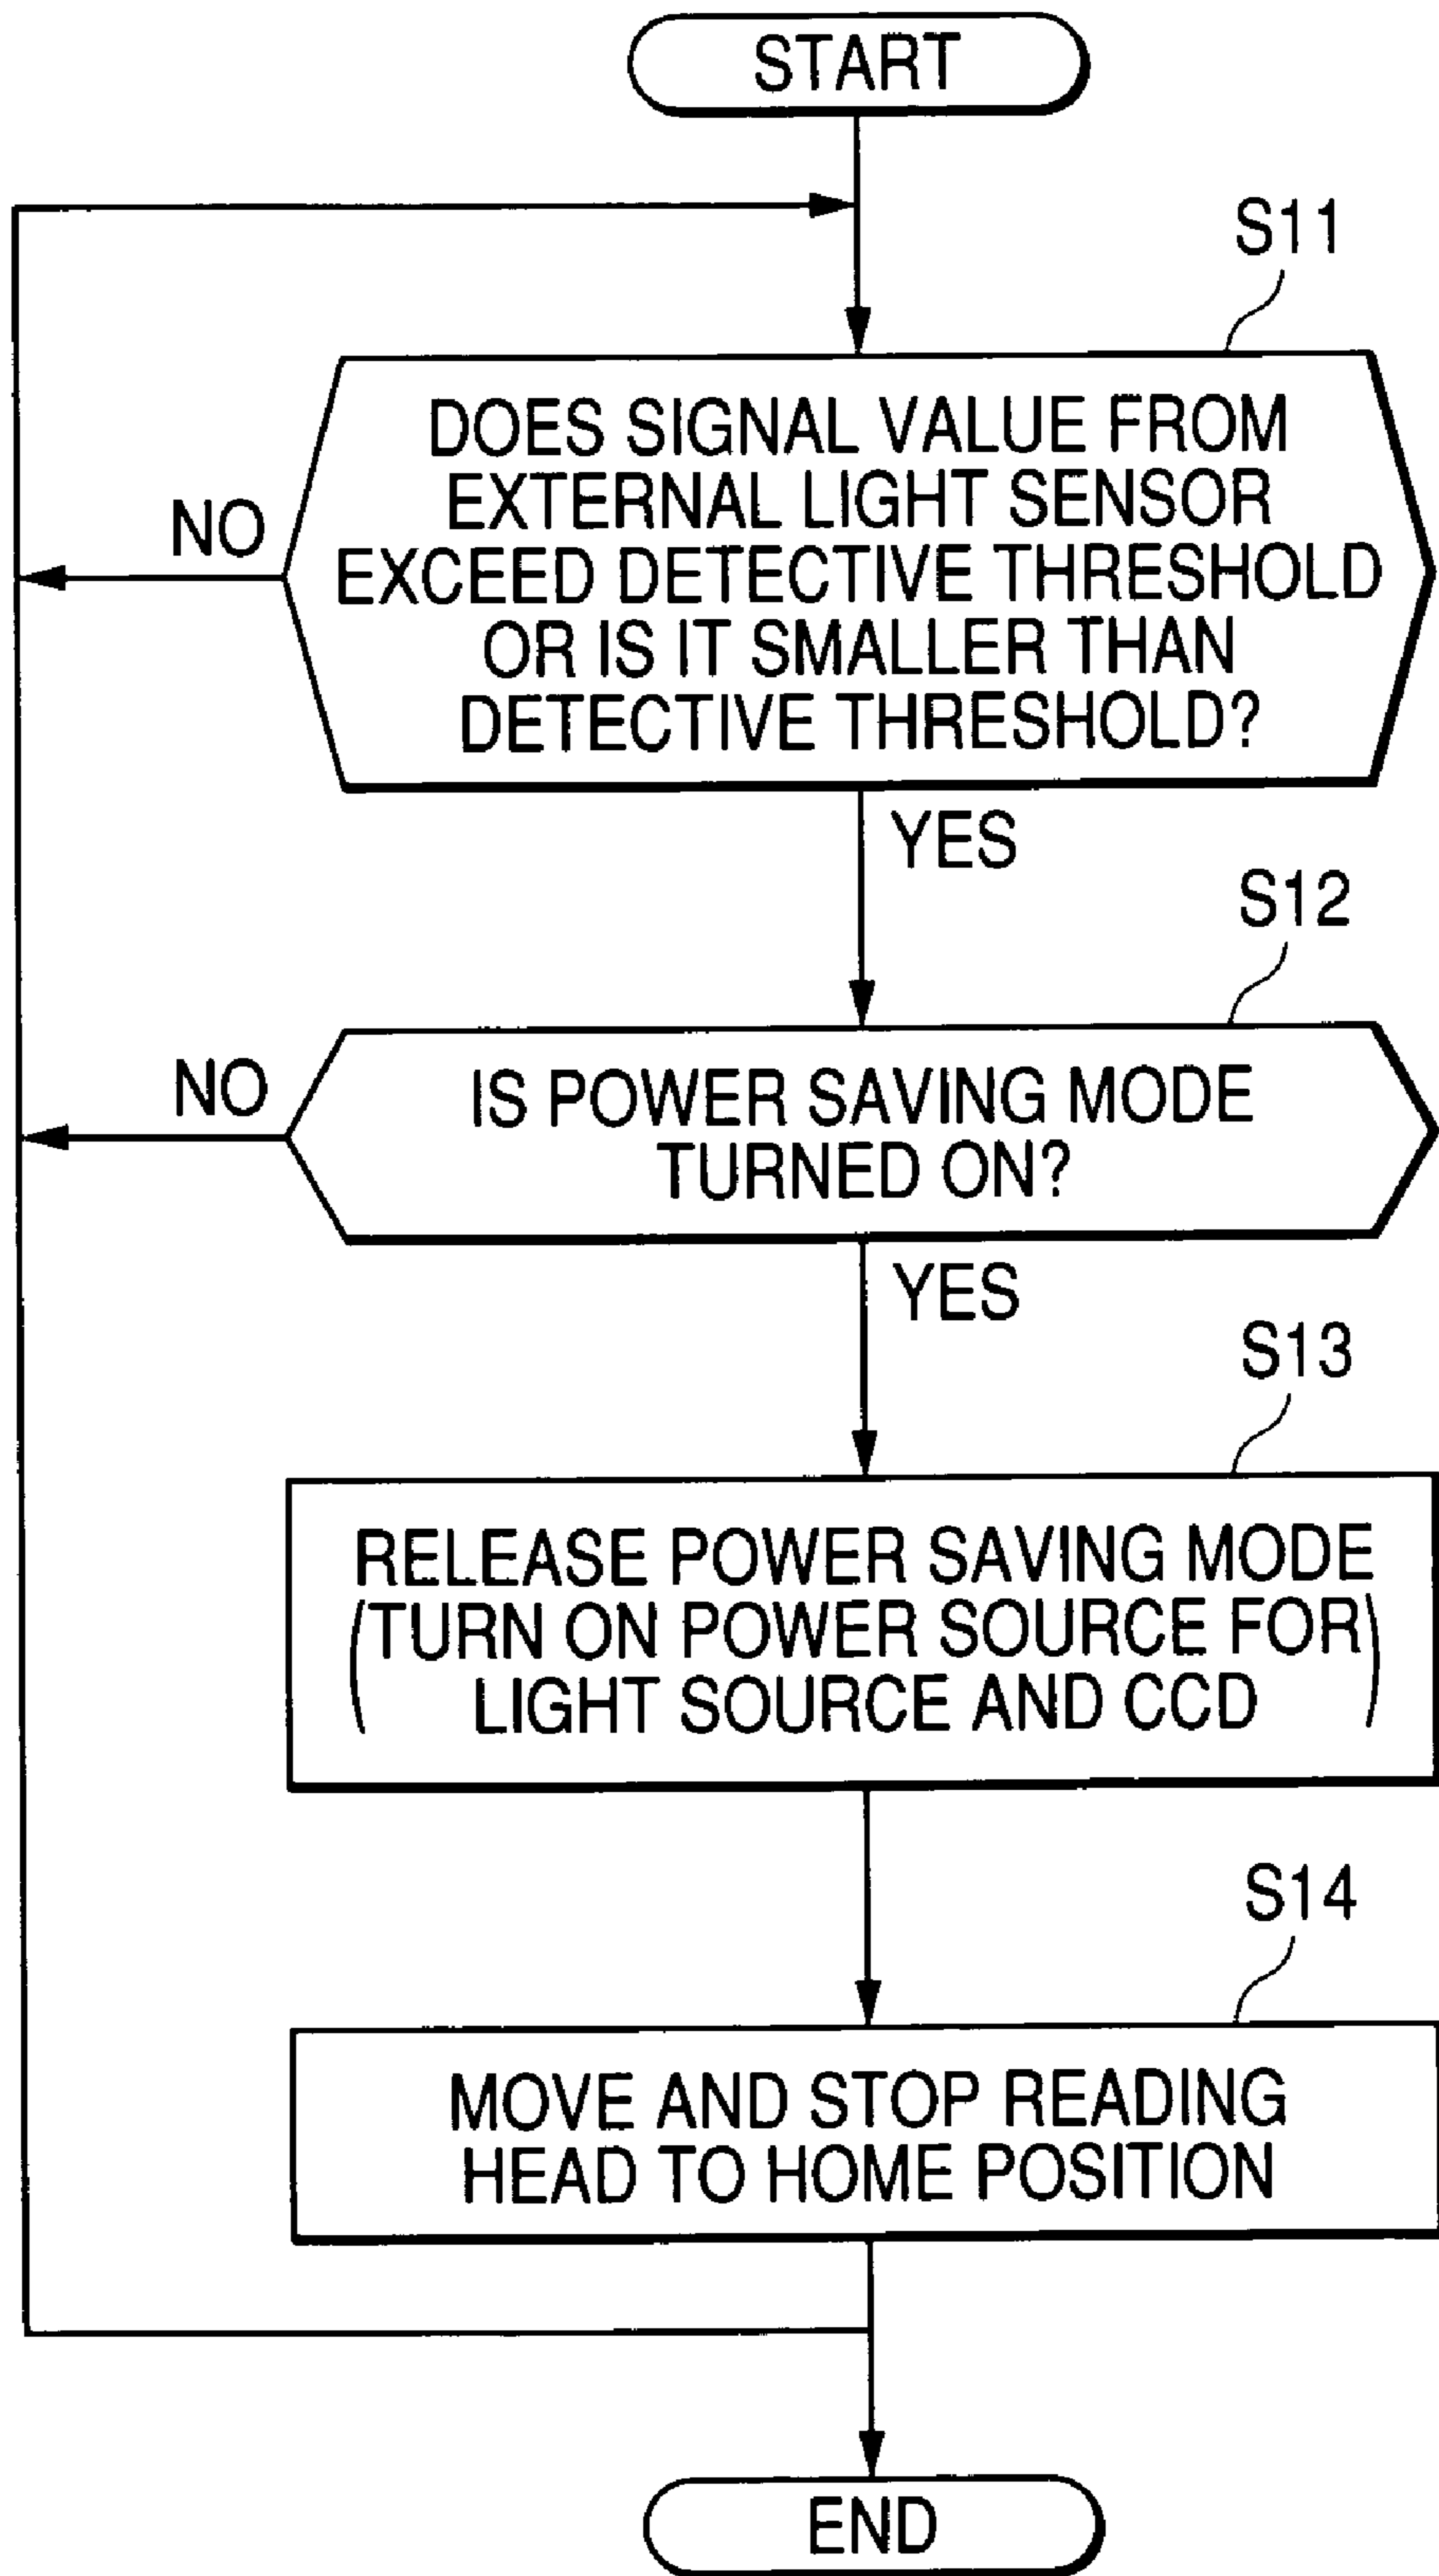 START
S11
DOES SIGNAL VALUE FROM
EXTERNAL LIGHT SENSOR
EXCEED DETECTIVE THRESHOLD
OR IS IT SMALLER THAN
DETECTIVE THRESHOLD?
NO
YES
S12
IS POWER SAVING MODE
TURNED ON?
NO
YES
S13
RELEASE POWER SAVING MODE
(TURN ON POWER SOURCE FOR
LIGHT SOURCE AND CCD)
S14
MOVE AND STOP READING
HEAD TO HOME POSITION
END